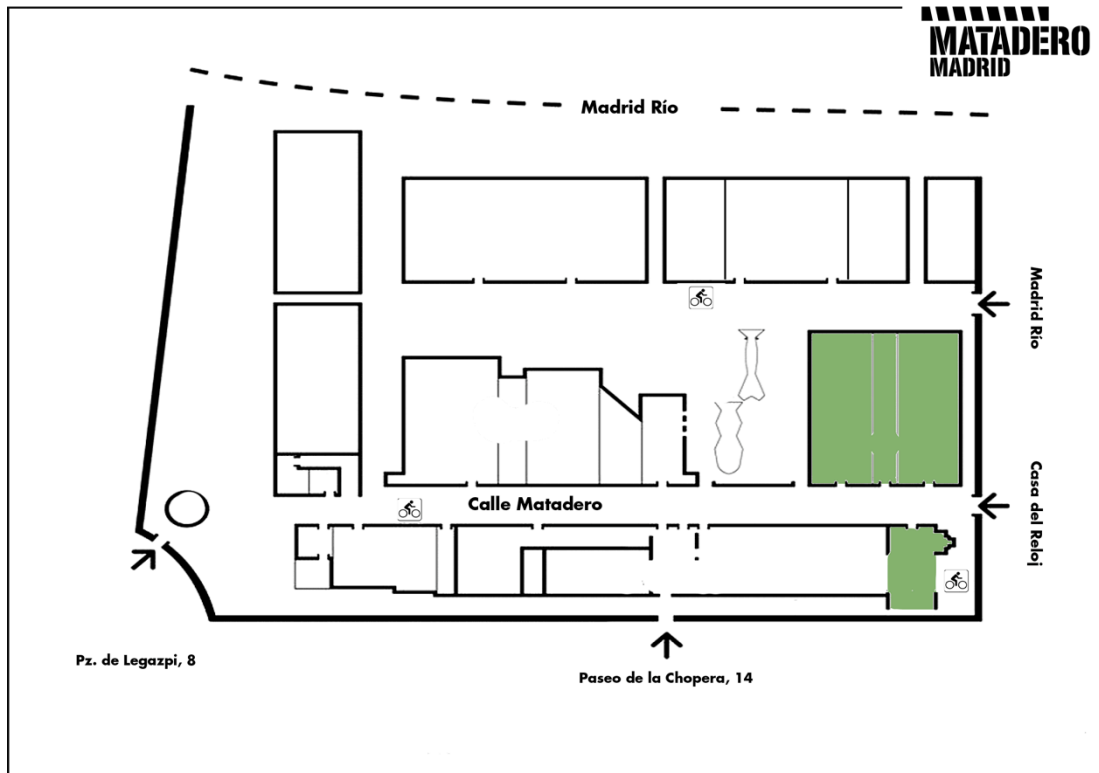 MATADERO
MADRID
Madrid Río
Madrid Río
Calle Matadero
Casa del Reloj
Pz. de Legazpi, 8
Paseo de la Chopera, 14